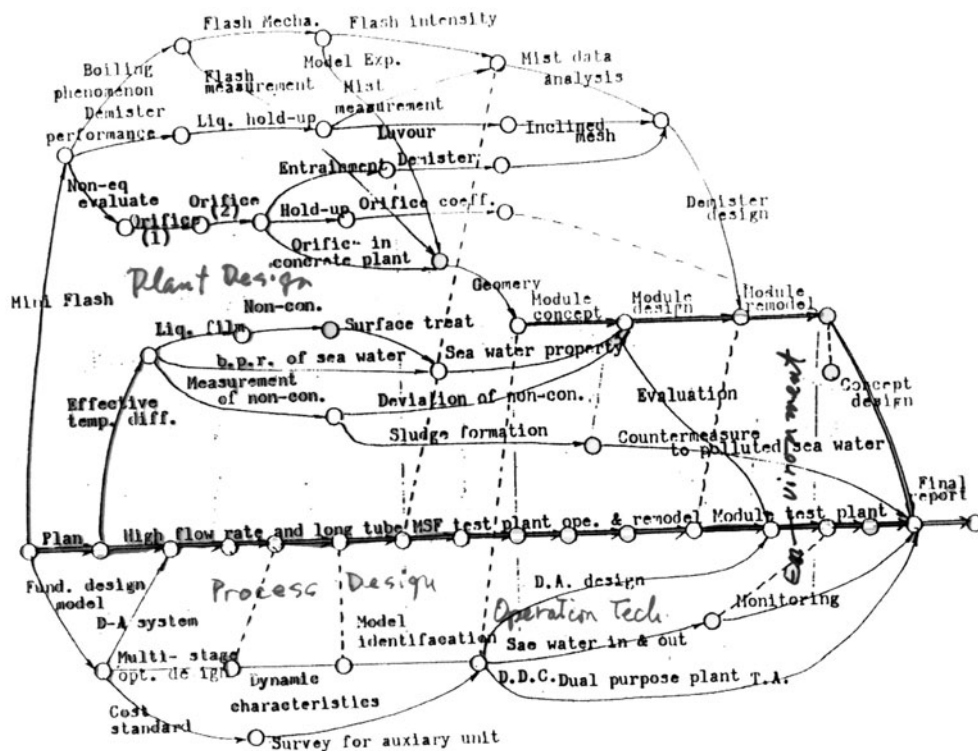 Flash Mecha.
Flash intensity
Boiling
phenomenon
Flash
measurement
Model Exp.
Mist
measurement
Mist data
analysis
Demister
performance
Liq. hold-up
Luvour
Inclined
mesh
Entrainment
Demister
Non-eq
evaluate
Orifice
(1)
Orifice
(2)
Hold-up
Orifice coeff.
Orific- in
concrete plant
Demister
design
Plant Design
Mini Flash
Geomery
Module
concept
Module
design
Module
remodel
Non-con.
Liq. film
Surface treat
b.p.r. of sea water
Sea water property
Measurement
of non-con.
Deviation of non-con.
Evaluation
Concept
design
Effective
temp. diff.
Sludge formation
Countermeasure
to polluted sea water
Final
report
Plan
High flow rate and long tube
MSF test plant ope. & remodel
Module test plant
Fund. design
model
Process Design
D.A. design
Operation Tech.
Monitoring
D-A system
Model
identifacation
Sae water in & out
Multi- stage
opt. de ign
Dynamic
characteristics
D.D.C.
Dual purpose plant
T.A.
Cost
standard
Survey for auxiary unit